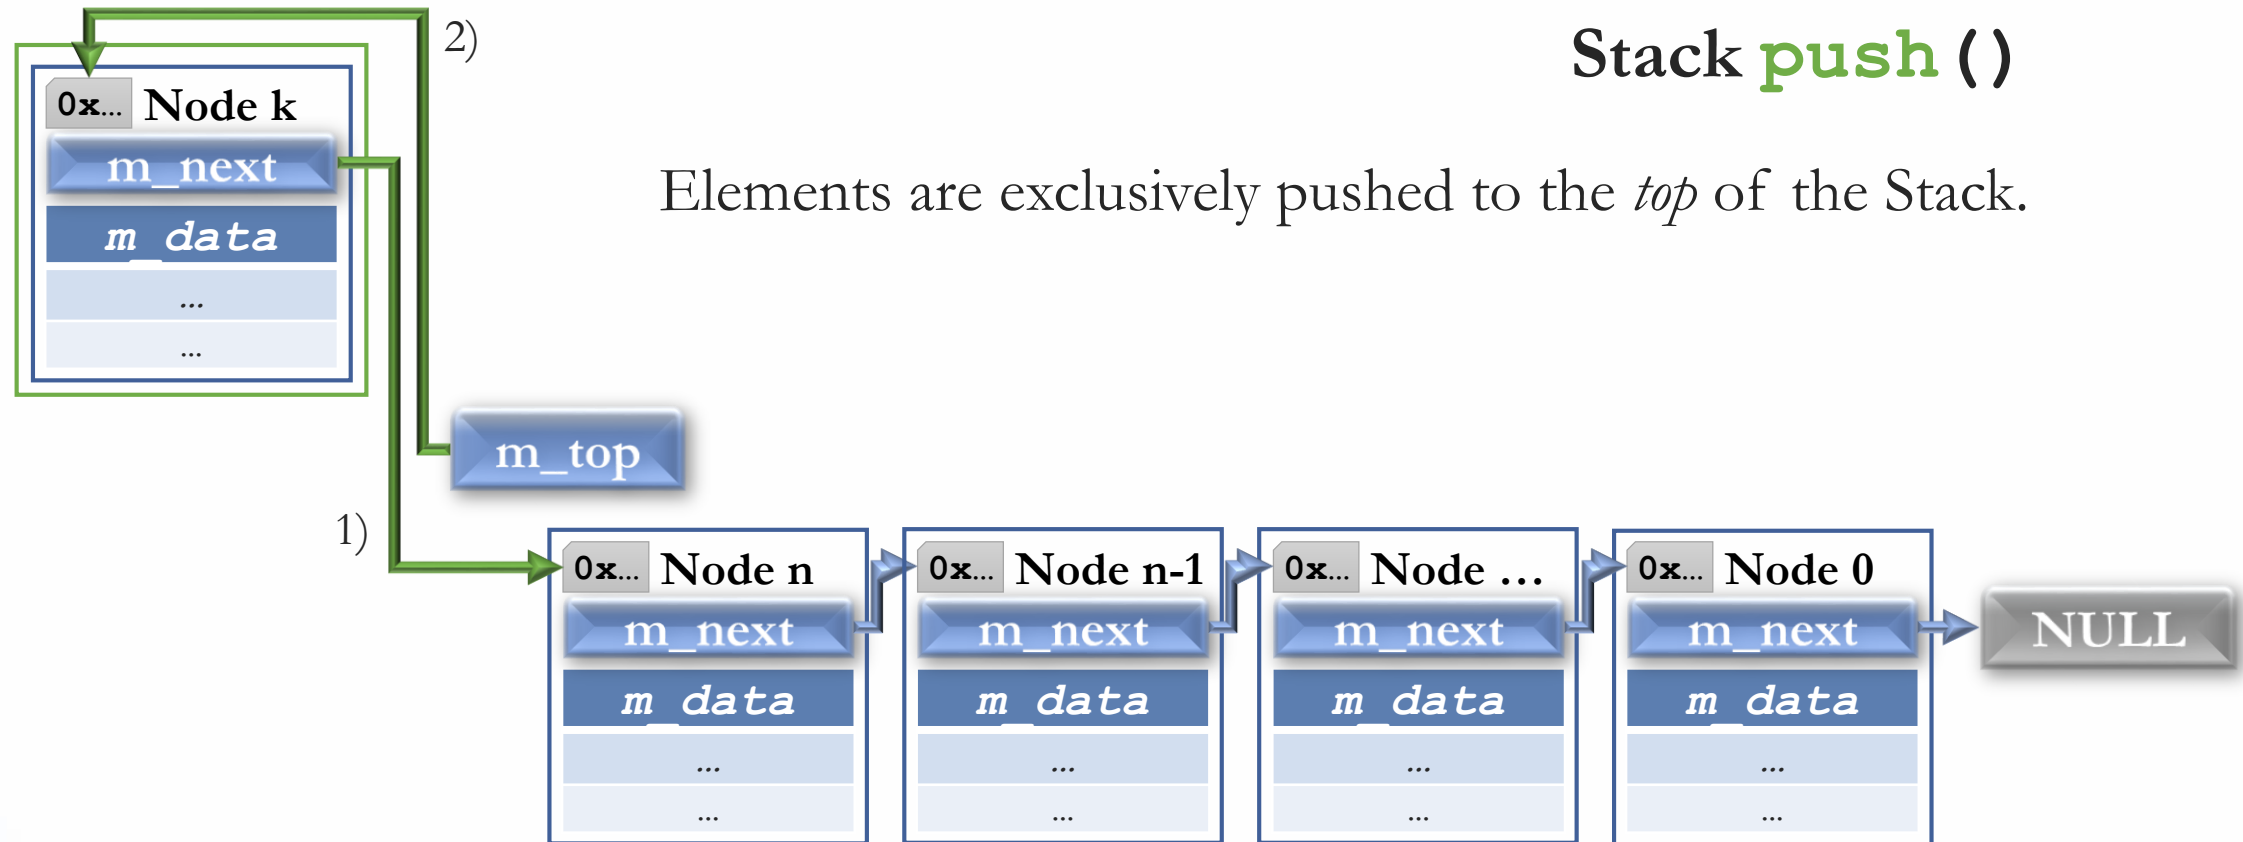 Stack push()
Elements are exclusively pushed to the top of the Stack.
2)
0x... Node k
m_next
m_data
...
...
m_top
1)
0x... Node n
m_next
m_data
...
...
0x... Node n-1
m_next
m_data
...
...
0x... Node ...
m_next
m_data
...
...
0x... Node 0
m_next
m_data
...
...
NULL